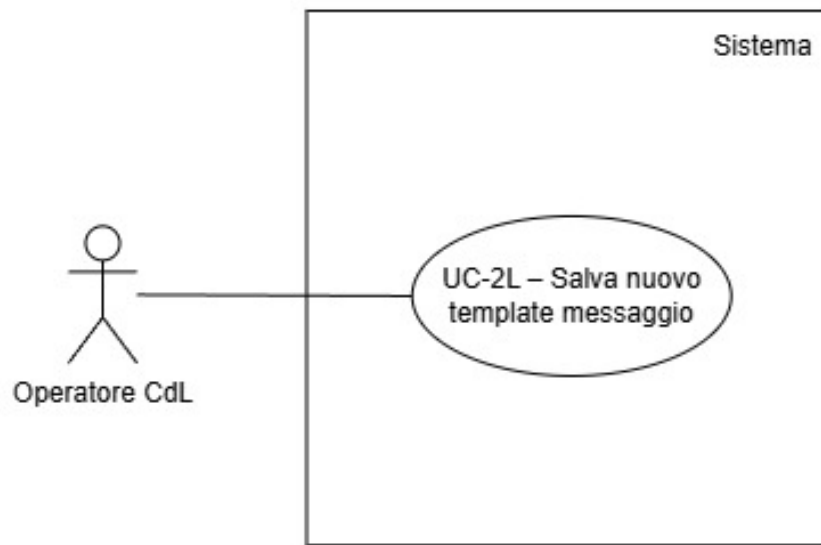 Sistema
UC-2L – Salva nuovo
template messaggio
Operatore CdL